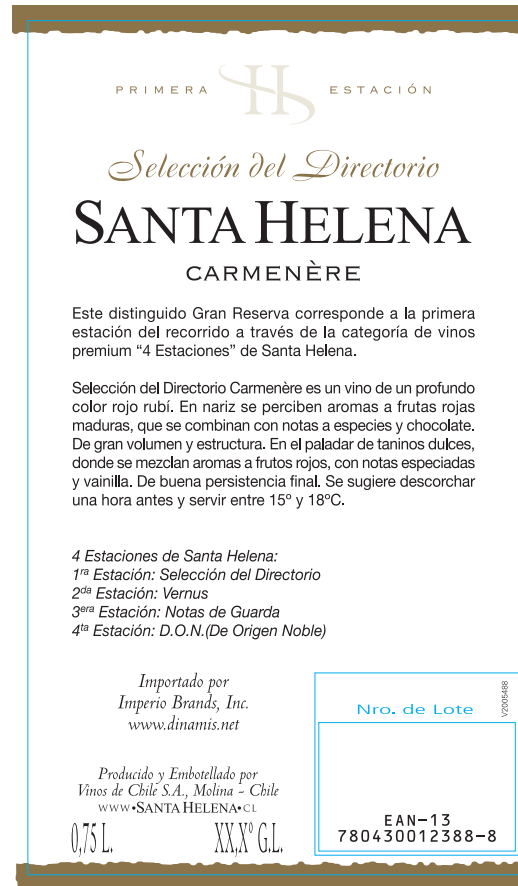 PRIMERA H ESTACIÓN
Selección del Directorio
SANTA HELENA
CARMENÈRE
Este distinguido Gran Reserva corresponde a la primera
estación del recorrido a través de la categoría de vinos
premium “4 Estaciones” de Santa Helena.
Selección del Directorio Carmenère es un vino de un profundo
color rojo rubí. En nariz se perciben aromas a frutas rojas
maduras, que se combinan con notas a especies y chocolate.
De gran volumen y estructura. En el paladar de taninos dulces,
donde se mezclan aromas a frutos rojos, con notas especiadas
y vainilla. De buena persistencia final. Se sugiere descorchar
una hora antes y servir entre 15º y 18ºC.
4 Estaciones de Santa Helena:
1ra Estación: Selección del Directorio
2da Estación: Vernus
3era Estación: Notas de Guarda
4ta Estación: D.O.N.(De Origen Noble)
Importado por
Imperio Brands, Inc.
www.dinamis.net
Producido y Embotellado por
Vinos de Chile S.A., Molina - Chile
WWW•SANTA HELENA•CL
0,75 L. XX,Xº G.L.
Nro. de Lote
V2005488
EAN-13
780430012388-8